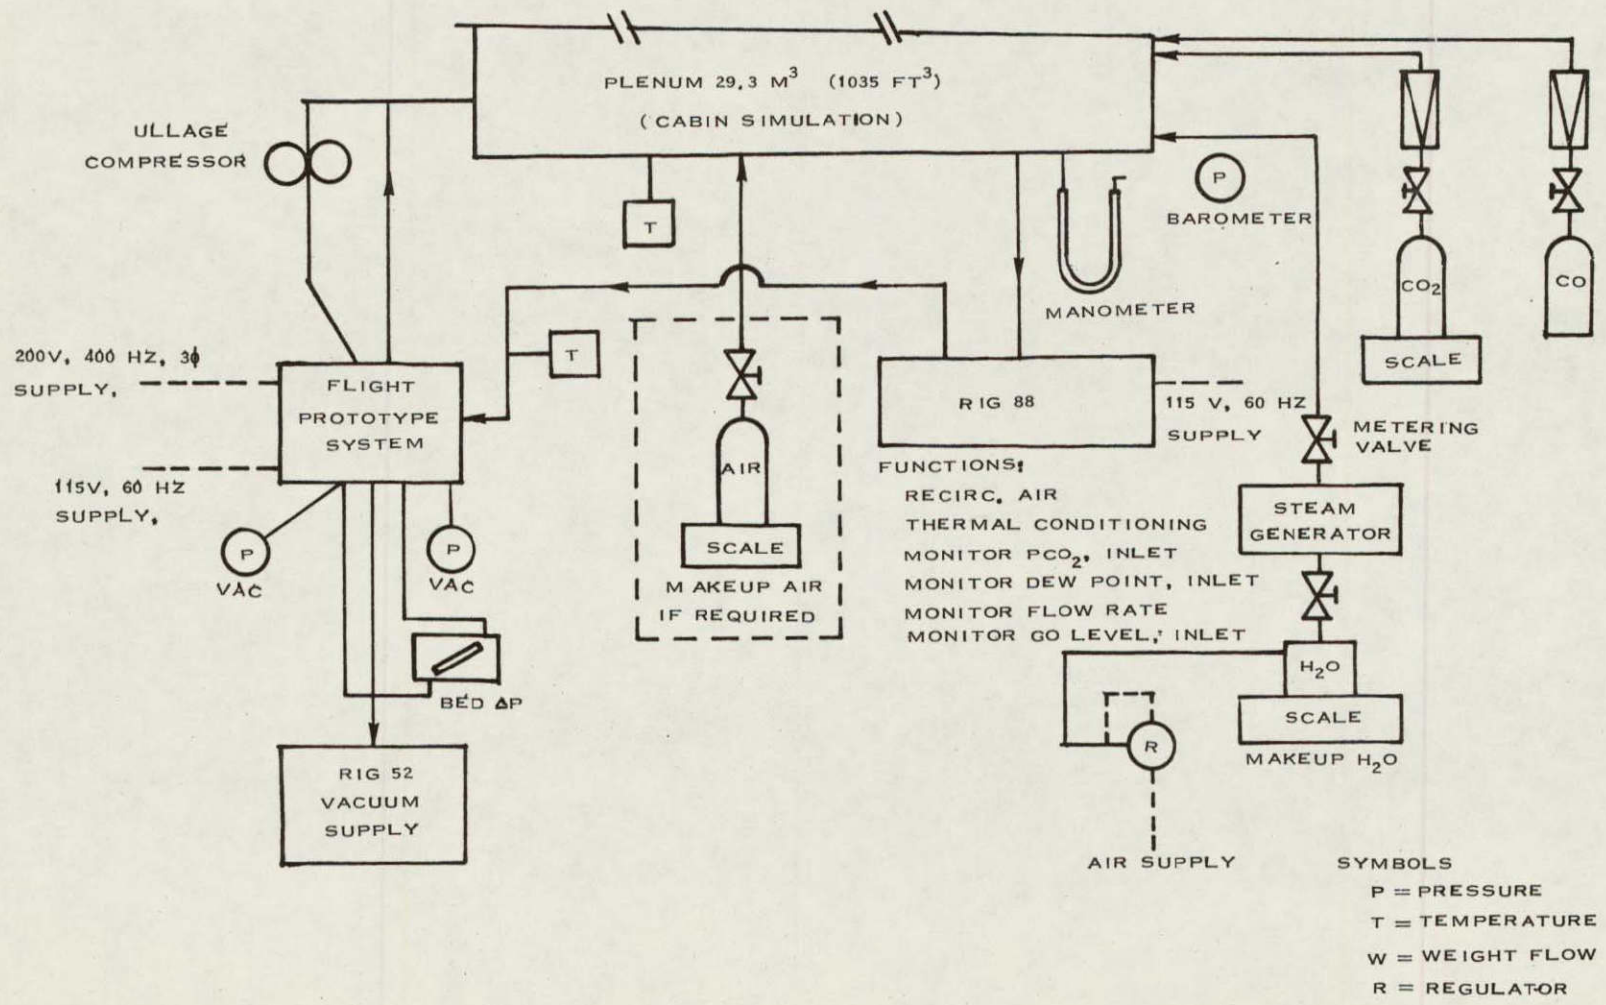 PLENUM 29.3 M³ (1035 FT³)
(CABIN SIMULATION)
ULLAGE
COMPRESSOR
T
P
BAROMETER
MANOMETER
CO₂
SCALE
CO
200V, 400 HZ, 3ϕ
SUPPLY.
115V, 60 HZ
SUPPLY.
FLIGHT
PROTOTYPE
SYSTEM
T
P
VAC
P
VAC
BED ΔP
RIG 52
VACUUM
SUPPLY
AIR
SCALE
MAKEUP AIR
IF REQUIRED
RIG 88
115 V, 60 HZ
SUPPLY
FUNCTIONS:
RECIRC. AIR
THERMAL CONDITIONING
MONITOR PCO₂, INLET
MONITOR DEW POINT, INLET
MONITOR FLOW RATE
MONITOR GO LEVEL, INLET
METERING
VALVE
STEAM
GENERATOR
H₂O
SCALE
MAKEUP H₂O
R
AIR SUPPLY
SYMBOLS
P = PRESSURE
T = TEMPERATURE
W = WEIGHT FLOW
R = REGULATOR